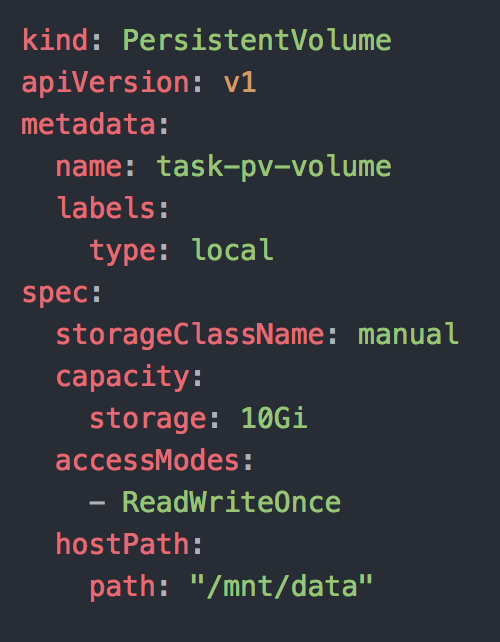 kind: PersistentVolume
apiVersion: v1
metadata:
  name: task-pv-volume
  labels:
    type: local
spec:
  storageClassName: manual
  capacity:
    storage: 10Gi
  accessModes:
    - ReadWriteOnce
  hostPath:
    path: "/mnt/data"